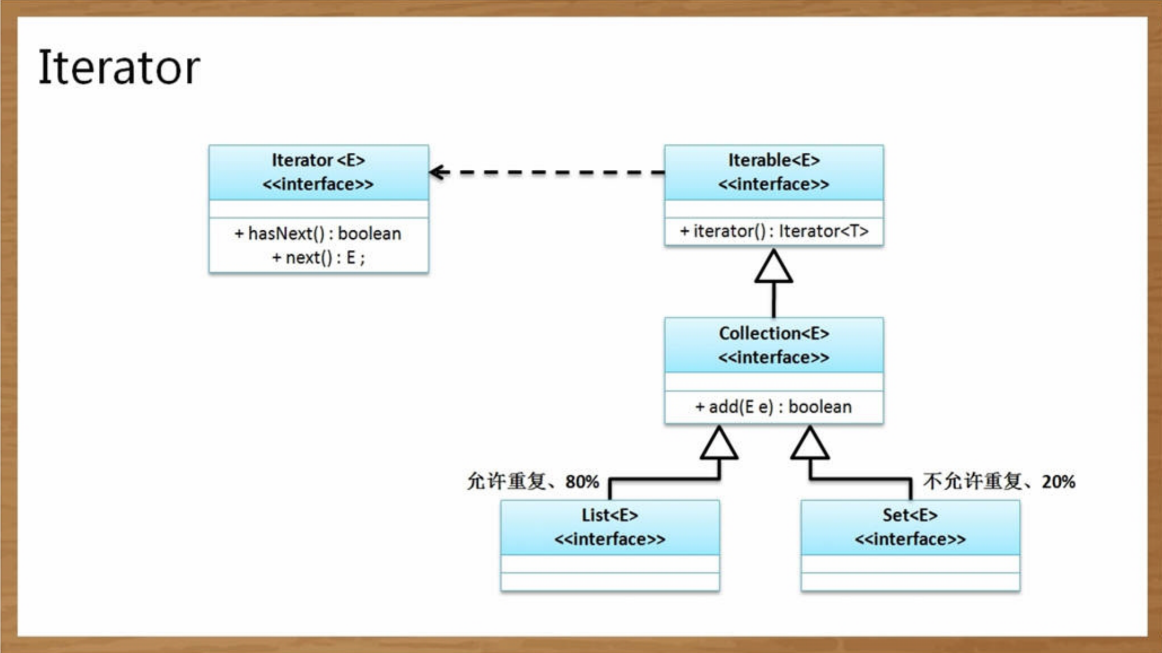 Iterator
Iterator <E>
<<interface>>
+ hasNext() : boolean
+ next() : E ;
Iterable<E>
<<interface>>
+ iterator() : Iterator<T>
Collection<E>
<<interface>>
+ add(E e) : boolean
允许重复、80%
不允许重复、20%
List<E>
<<interface>>
Set<E>
<<interface>>